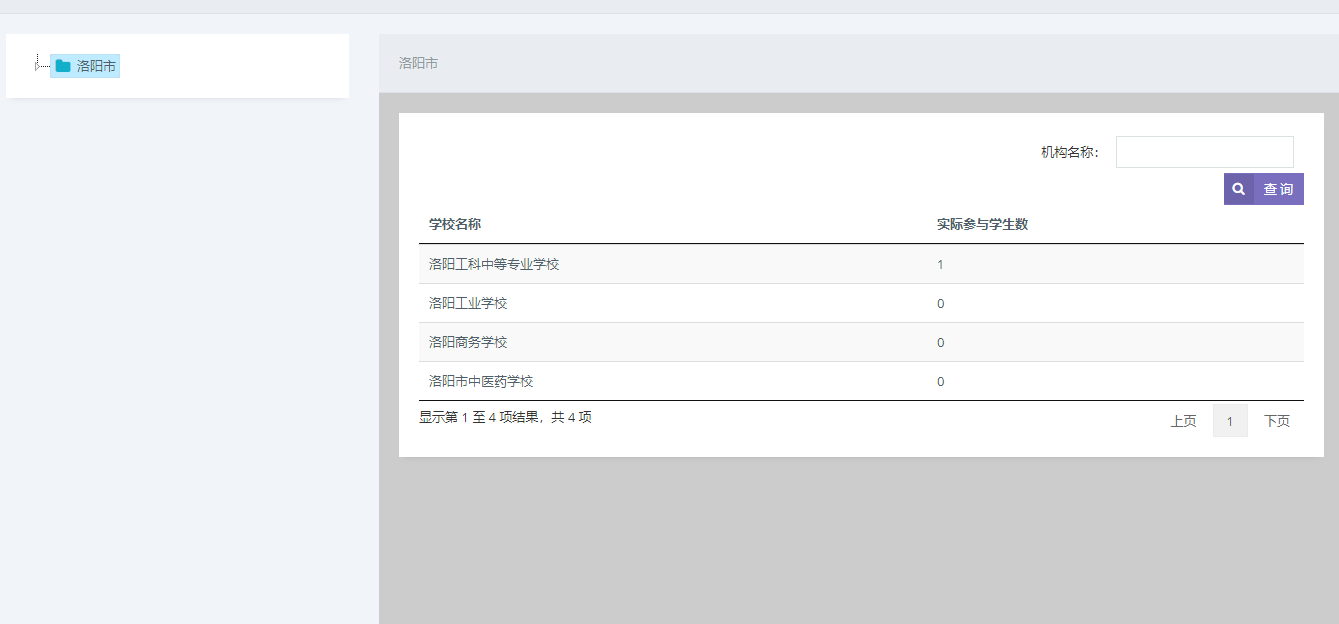 洛阳市
洛阳市
机构名称：
查询
学校名称 实际参与学生数
洛阳工科中等专业学校 1
洛阳工业学校 0
洛阳商务学校 0
洛阳市中医药学校 0
显示第 1 至 4 项结果，共 4 项 上页 1 下页